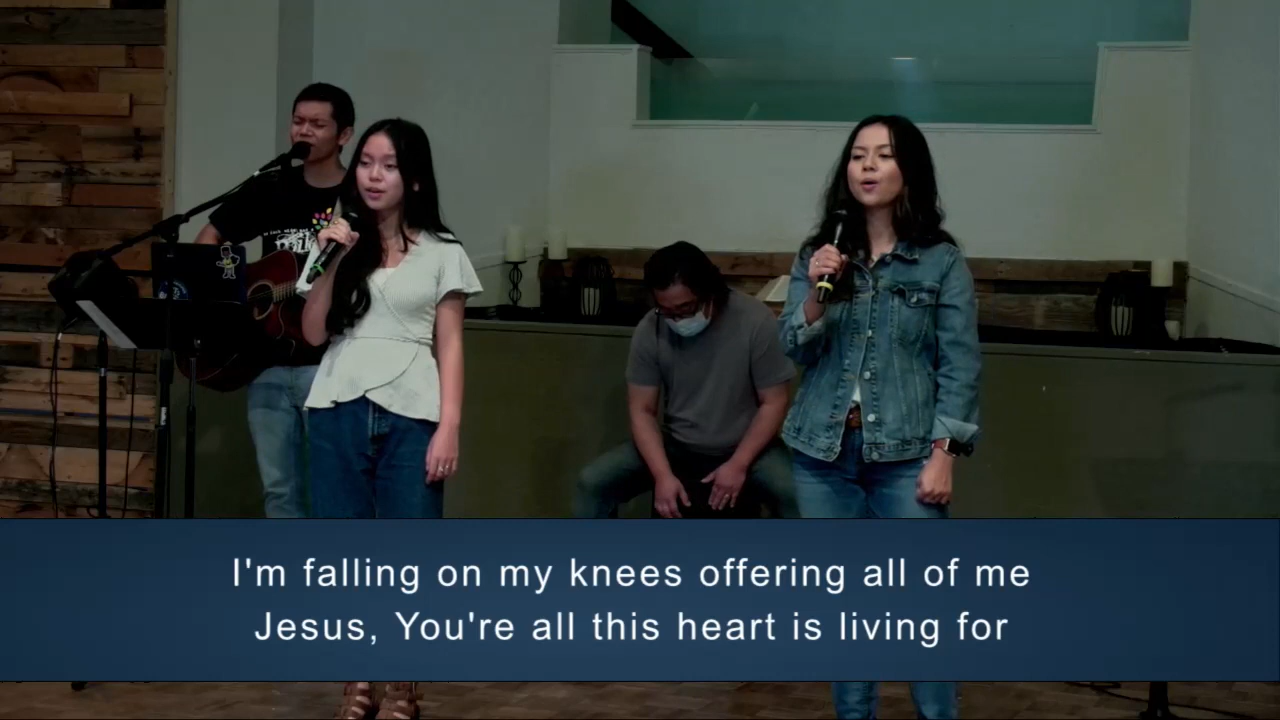 I'm falling on my knees offering all of me
Jesus, You're all this heart is living for